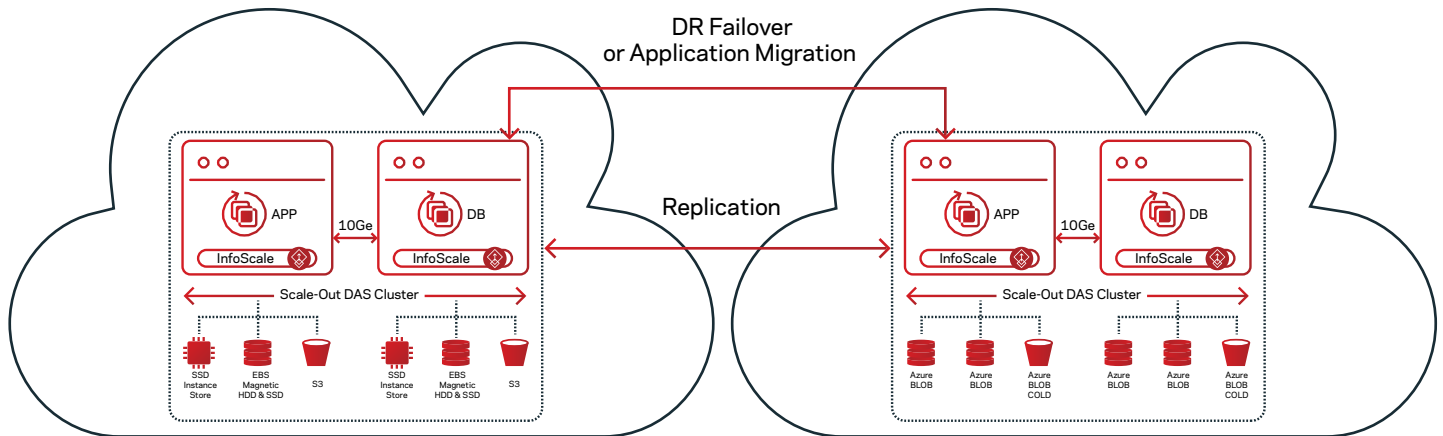 DR Failover
or Application Migration
APP
10Ge
DB
InfoScale
InfoScale
Scale-Out DAS Cluster
SSD
Instance
Store
EBS
Magnetic
HDD & SSD
S3
SSD
Instance
Store
EBS
Magnetic
HDD & SSD
S3
Replication
APP
10Ge
DB
InfoScale
InfoScale
Scale-Out DAS Cluster
Azure
BLOB
Azure
BLOB
Azure
BLOB
COLD
Azure
BLOB
Azure
BLOB
Azure
BLOB
COLD